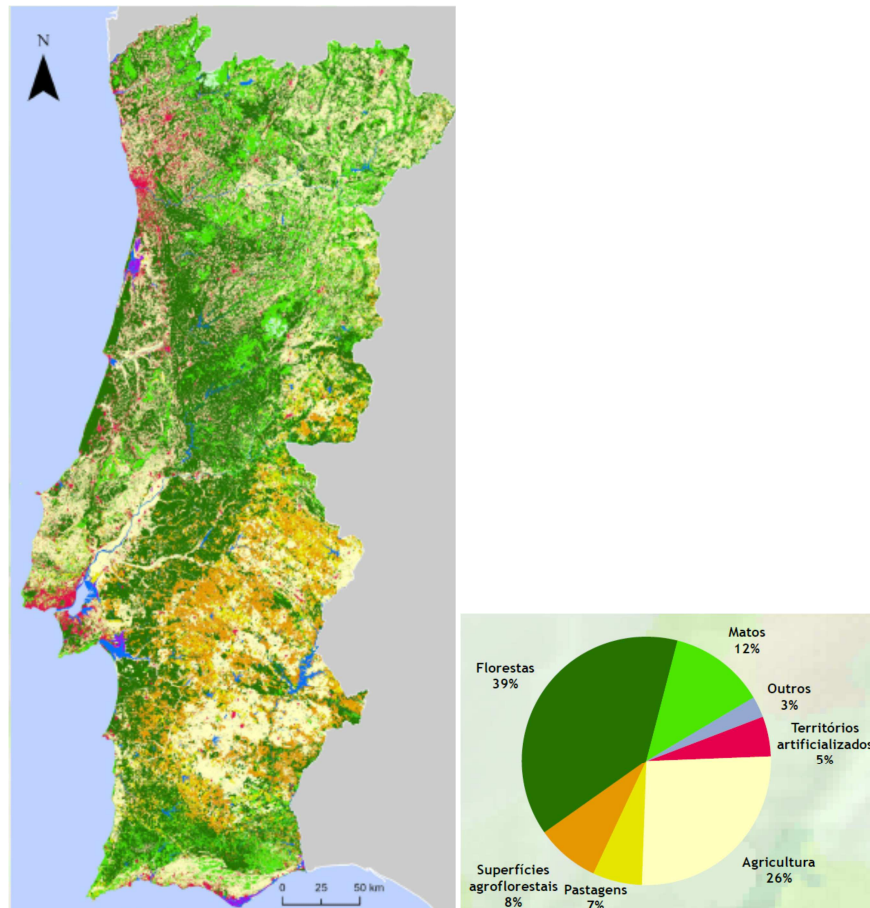 N
0 25 50 km
Florestas
39%
Matos
12%
Outros
3%
Territórios
artificializados
5%
Agricultura
26%
Pastagens
7%
Superfícies
agroflorestais
8%